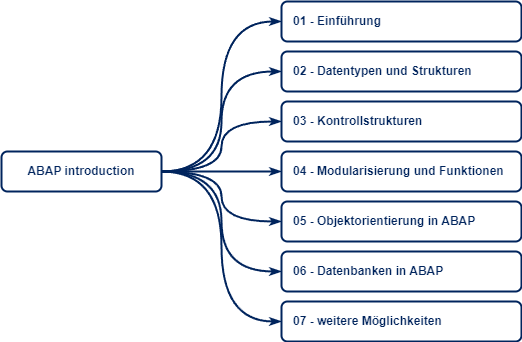 01 - Einführung
02 - Datentypen und Strukturen
03 - Kontrollstrukturen
ABAP introduction
04 - Modularisierung und Funktionen
05 - Objektorientierung in ABAP
06 - Datenbanken in ABAP
07 - weitere Möglichkeiten